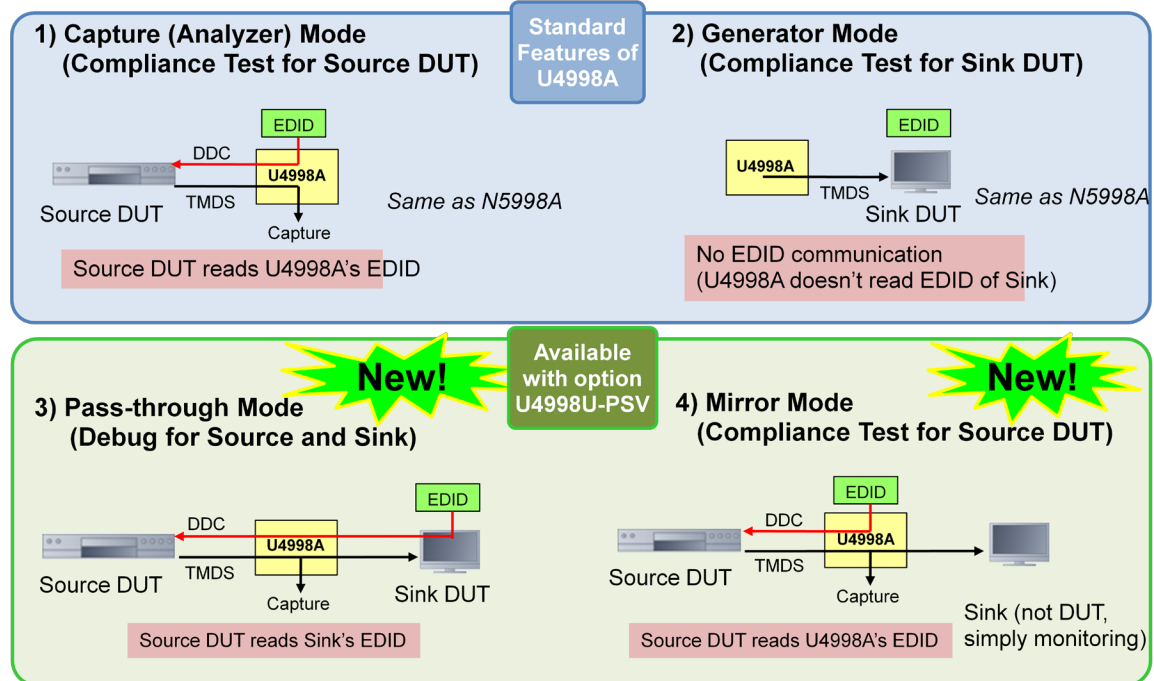 1) Capture (Analyzer) Mode
(Compliance Test for Source DUT)
EDID
DDC
U4998A
TMDS
Source DUT
Capture
Same as N5998A
Source DUT reads U4998A's EDID
Standard
Features of
U4998A
2) Generator Mode
(Compliance Test for Sink DUT)
EDID
U4998A
TMDS
Sink DUT
Same as N5998A
No EDID communication
(U4998A doesn't read EDID of Sink)
Available
with option
U4998U-PSV
New!
3) Pass-through Mode
(Debug for Source and Sink)
EDID
DDC
U4998A
TMDS
Source DUT
Capture
Sink DUT
Source DUT reads Sink's EDID
New!
4) Mirror Mode
(Compliance Test for Source DUT)
EDID
DDC
U4998A
TMDS
Source DUT
Capture
Sink (not DUT,
simply monitoring)
Source DUT reads U4998A's EDID